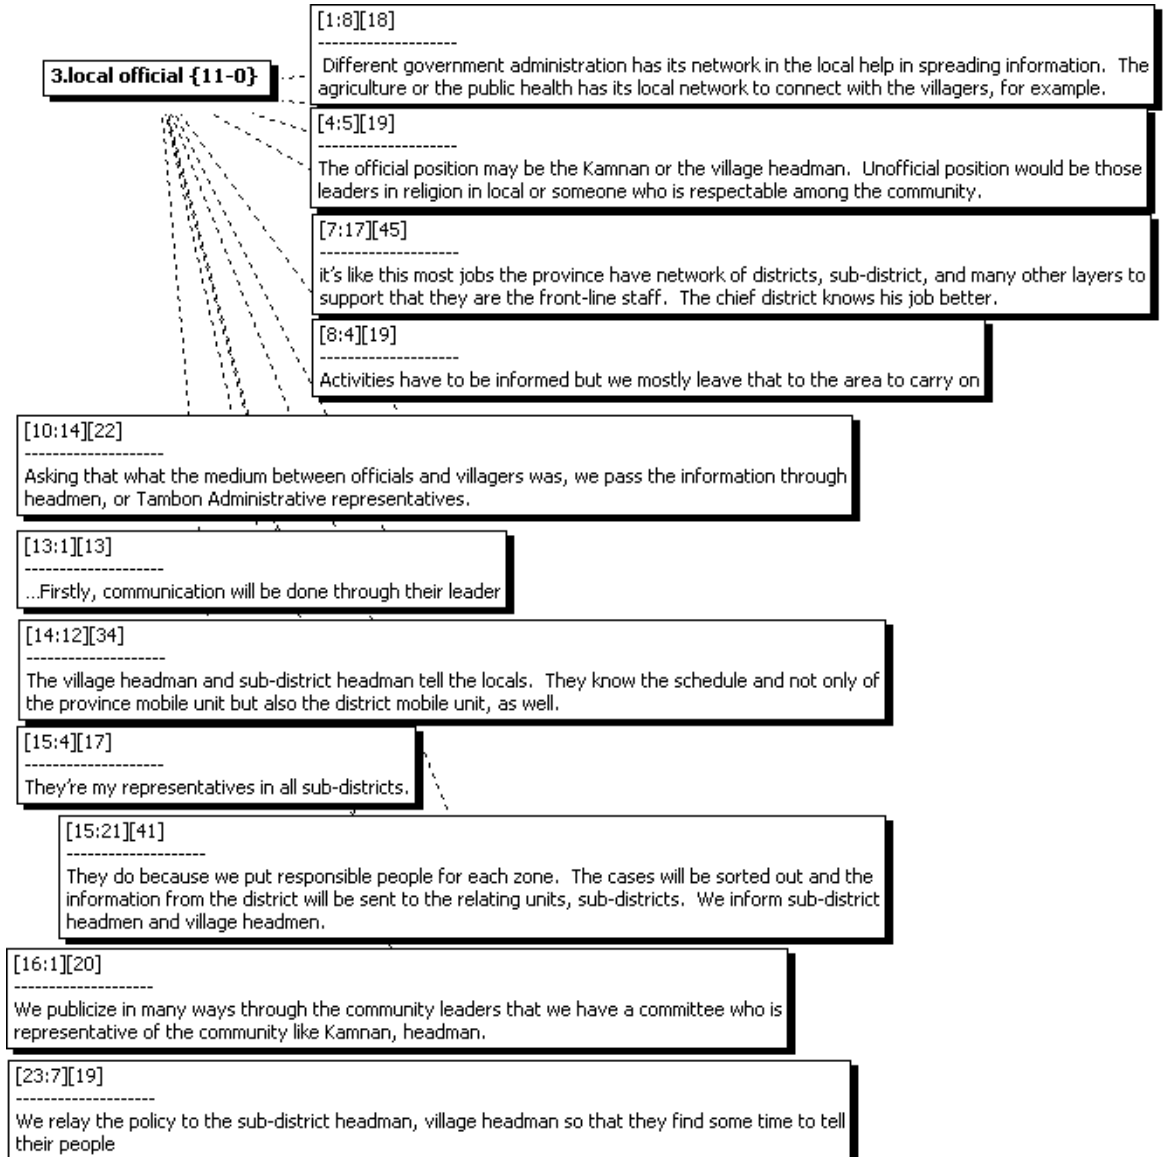 3.local official {11-0}
[1:8][18]
--------------------
Different government administration has its network in the local help in spreading information.  The
agriculture or the public health has its local network to connect with the villagers, for example.
[4:5][19]
--------------------
The official position may be the Kamnan or the village headman.  Unofficial position would be those
leaders in religion in local or someone who is respectable among the community.
[7:17][45]
--------------------
it's like this most jobs the province have network of districts, sub-district, and many other layers to
support that they are the front-line staff.  The chief district knows his job better.
[8:4][19]
--------------------
Activities have to be informed but we mostly leave that to the area to carry on
[10:14][22]
--------------------
Asking that what the medium between officials and villagers was, we pass the information through
headmen, or Tambon Administrative representatives.
[13:1][13]
--------------------
...Firstly, communication will be done through their leader
[14:12][34]
--------------------
The village headman and sub-district headman tell the locals.  They know the schedule and not only of
the province mobile unit but also the district mobile unit, as well.
[15:4][17]
--------------------
They're my representatives in all sub-districts.
[15:21][41]
--------------------
They do because we put responsible people for each zone.  The cases will be sorted out and the
information from the district will be sent to the relating units, sub-districts.  We inform sub-district
headmen and village headmen.
[16:1][20]
--------------------
We publicize in many ways through the community leaders that we have a committee who is
representative of the community like Kamnan, headman.
[23:7][19]
--------------------
We relay the policy to the sub-district headman, village headman so that they find some time to tell
their people